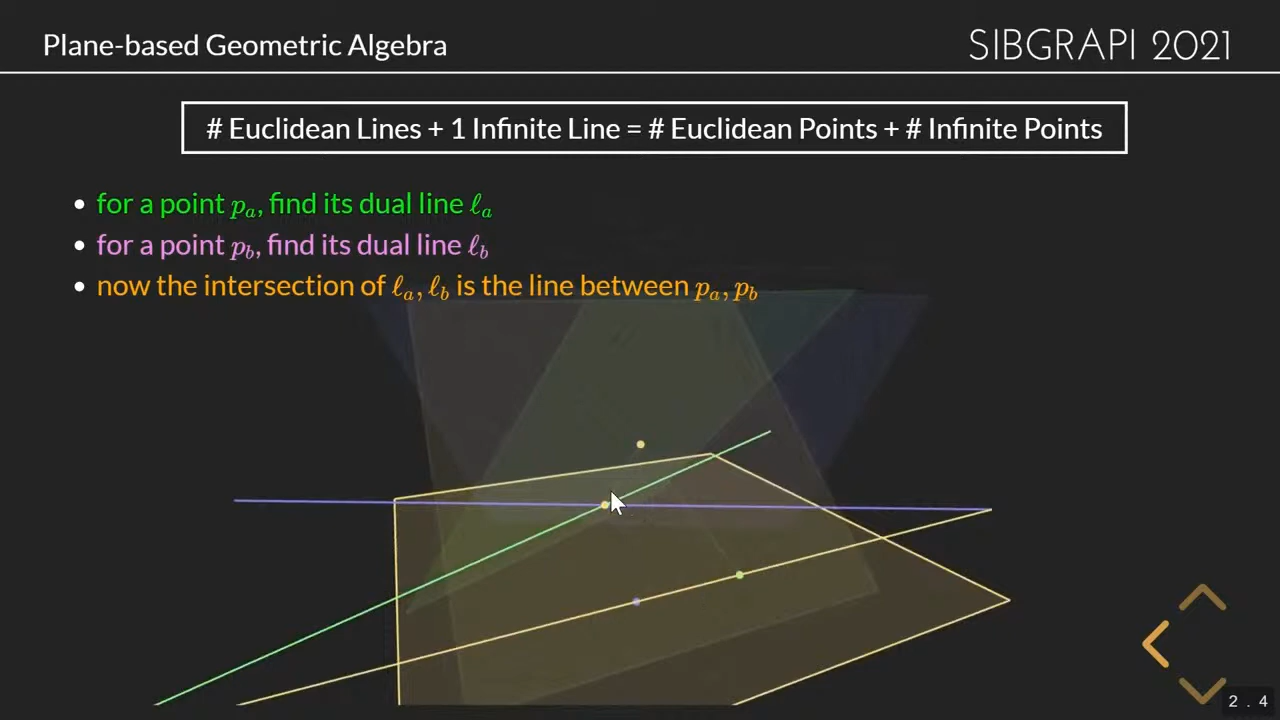 Plane-based Geometric Algebra
SIBGRAPI 2021
# Euclidean Lines + 1 Infinite Line = # Euclidean Points + # Infinite Points
• for a point pₐ, find its dual line ℓₐ
• for a point p_b, find its dual line ℓ_b
• now the intersection of ℓₐ, ℓ_b is the line between pₐ, p_b
2 . 4